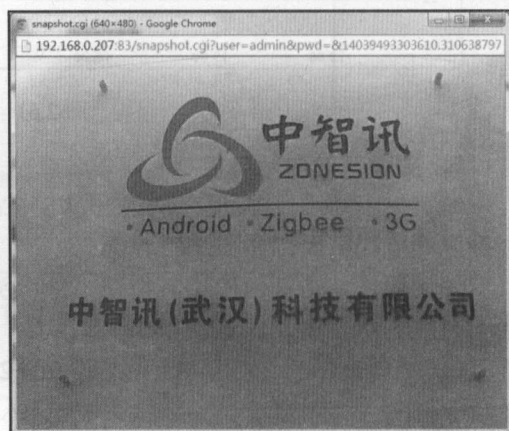 snapshot.cgi (640×480) - Google Chrome
192.168.0.207:83/snapshot.cgi?user=admin&pwd=&14039493303610.310638797
中智讯
ZONESION
•Android •Zigbee •3G
中智讯(武汉)科技有限公司